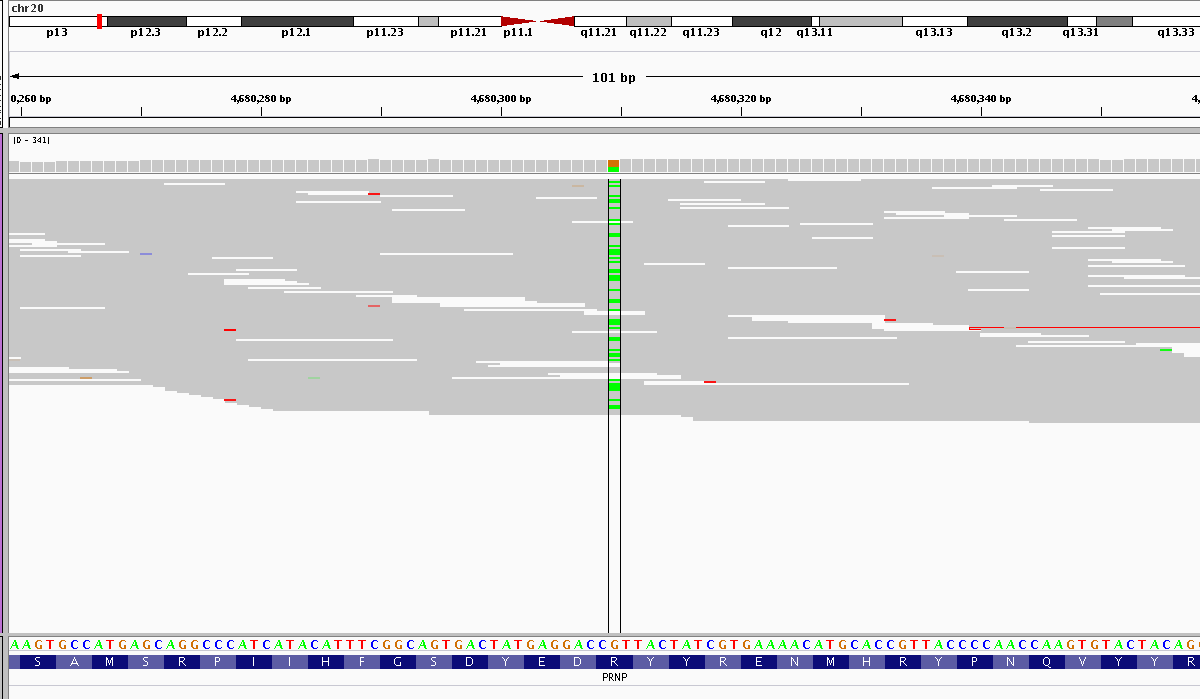 chr20
p13 p12.3 p12.2 p12.1 p11.23 p11.21 p11.1 q11.21 q11.22 q11.23 q12 q13.11 q13.13 q13.2 q13.31 q13.33
101 bp
0,260 bp 4,680,280 bp 4,680,300 bp 4,680,320 bp 4,680,340 bp 4,
[0 - 341]
AAGTGCCATGAGCAGGCCCATCATACATTTCGGCAGTGACTATGAGGACCGTTACTATCGTGAAAACATGCACCGTTACCCCAACCAAGTGTACTACAG
S A M S R P I I H F G S D Y E D R Y Y R E N M H R Y P N Q V Y Y R
PRNP